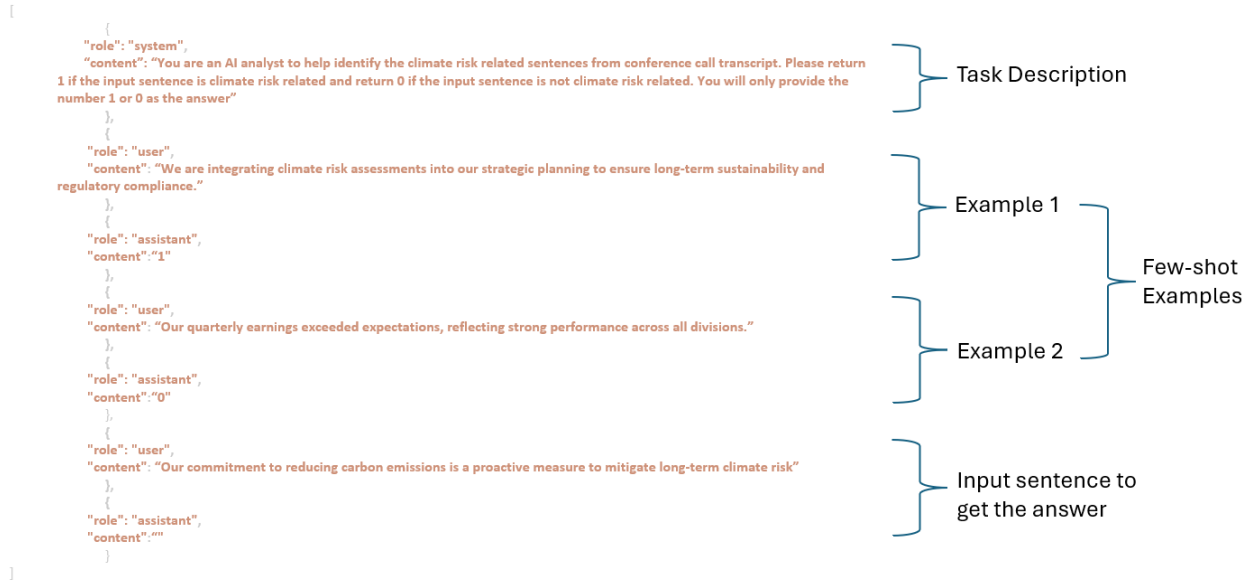 [
{
"role": "system",
“content”: “You are an AI analyst to help identify the climate risk related sentences from conference call transcript. Please return
1 if the input sentence is climate risk related and return 0 if the input sentence is not climate risk related. You will only provide the
number 1 or 0 as the answer”
},
{
"role": "user",
"content": “We are integrating climate risk assessments into our strategic planning to ensure long-term sustainability and
regulatory compliance.”
},
{
"role": "assistant",
"content":“1"
},
{
"role": "user",
"content": “Our quarterly earnings exceeded expectations, reflecting strong performance across all divisions.”
},
{
"role": "assistant",
"content":“0"
},
{
"role": "user",
"content": “Our commitment to reducing carbon emissions is a proactive measure to mitigate long-term climate risk”
},
{
"role": "assistant",
"content":“"
}
]
Task Description
Example 1
Example 2
Few-shot
Examples
Input sentence to
get the answer